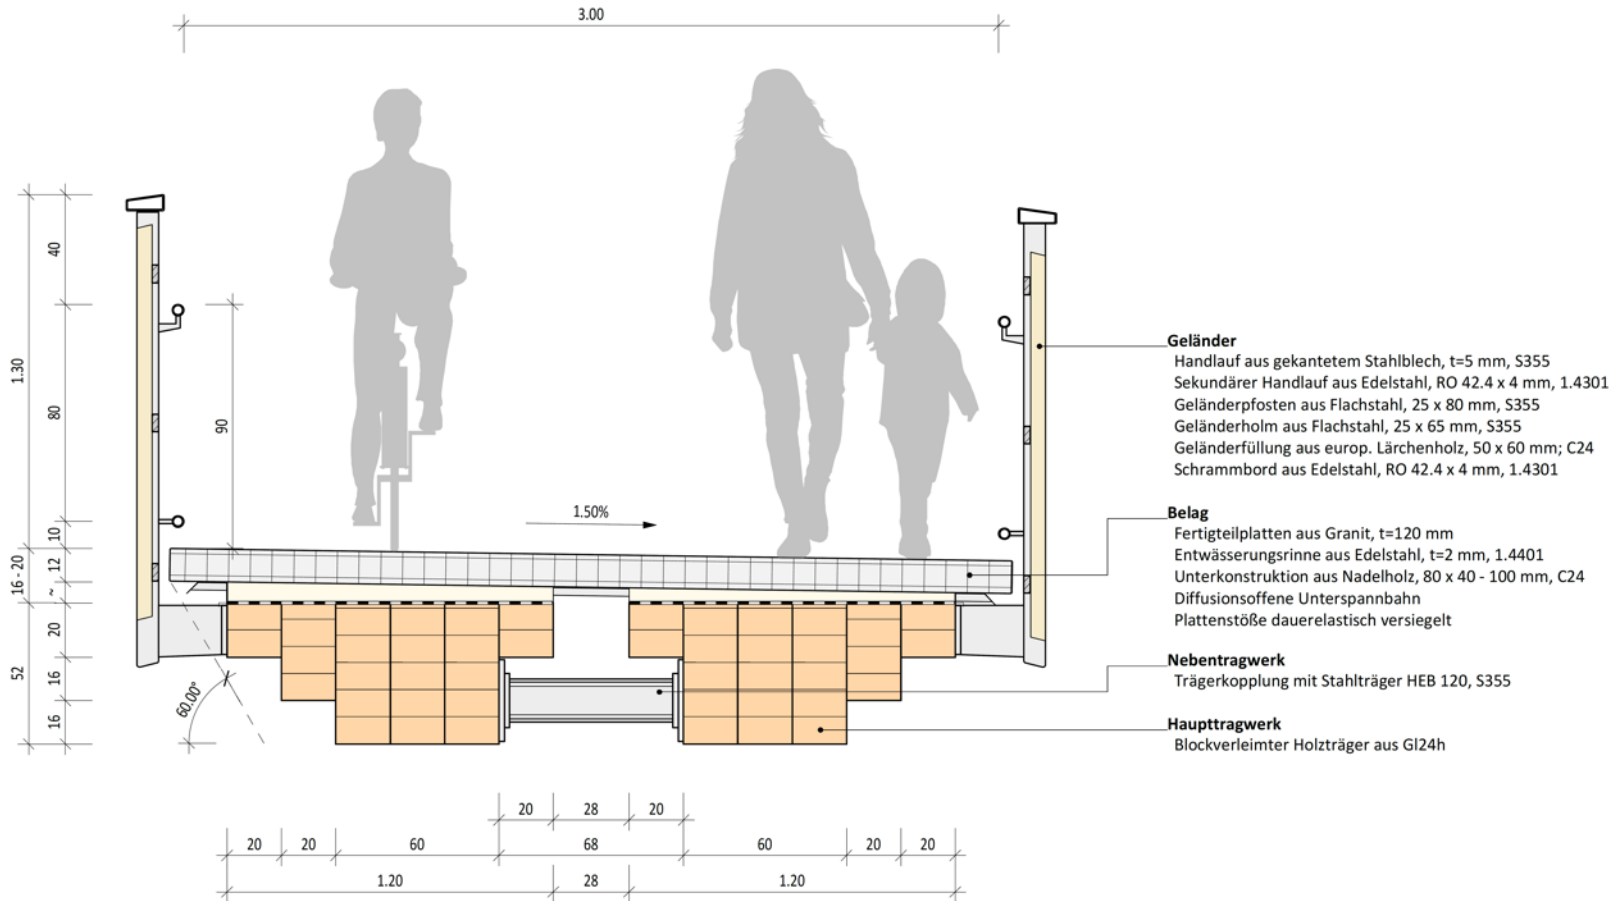 3.00
40
1.30
80
90
10
12
16 - 20
~
20
52
16
16
60.00°
1.50%
Geländer
Handlauf aus gekantetem Stahlblech, t=5 mm, S355
Sekundärer Handlauf aus Edelstahl, RO 42.4 x 4 mm, 1.4301
Geländerpfosten aus Flachstahl, 25 x 80 mm, S355
Geländerholm aus Flachstahl, 25 x 65 mm, S355
Geländerfüllung aus europ. Lärchenholz, 50 x 60 mm; C24
Schrammbord aus Edelstahl, RO 42.4 x 4 mm, 1.4301
Belag
Fertigteilplatten aus Granit, t=120 mm
Entwässerungsrinne aus Edelstahl, t=2 mm, 1.4401
Unterkonstruktion aus Nadelholz, 80 x 40 - 100 mm, C24
Diffusionsoffene Unterspannbahn
Plattenstöße dauerelastisch versiegelt
Nebentragwerk
Trägerkopplung mit Stahlträger HEB 120, S355
Haupttragwerk
Blockverleimter Holzträger aus Gl24h
20 28 20
20 20 60 68 60 20 20
1.20 28 1.20